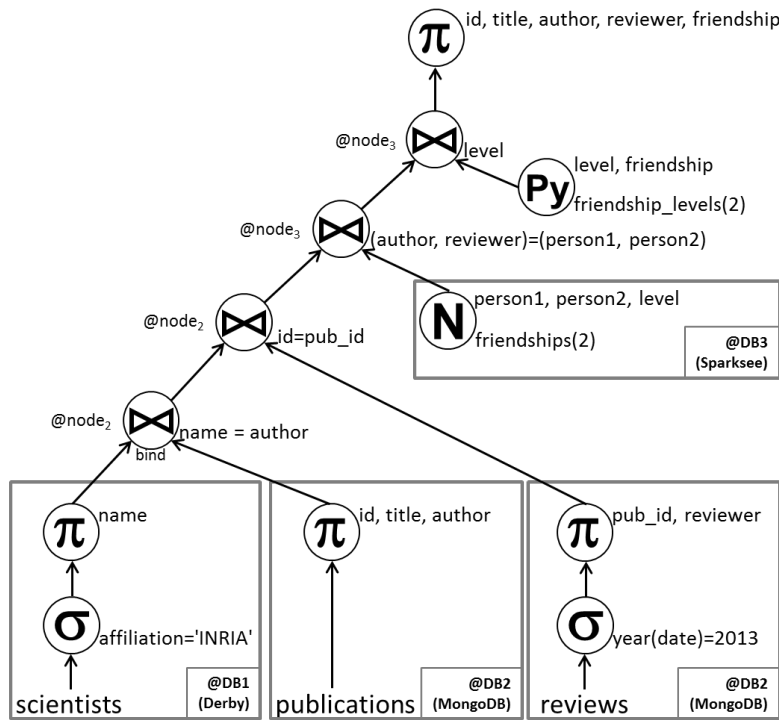 π id, title, author, reviewer, friendship
@node₃ ⋈ level
Py level, friendship
friendship_levels(2)
@node₃ ⋈ (author, reviewer)=(person1, person2)
N person1, person2, level
friendships(2)
@DB3
(Sparksee)
@node₂ ⋈ id=pub_id
@node₂ ⋈ name = author
bind
π name
σ affiliation='INRIA'
scientists
@DB1
(Derby)
π id, title, author
publications
@DB2
(MongoDB)
π pub_id, reviewer
σ year(date)=2013
reviews
@DB2
(MongoDB)